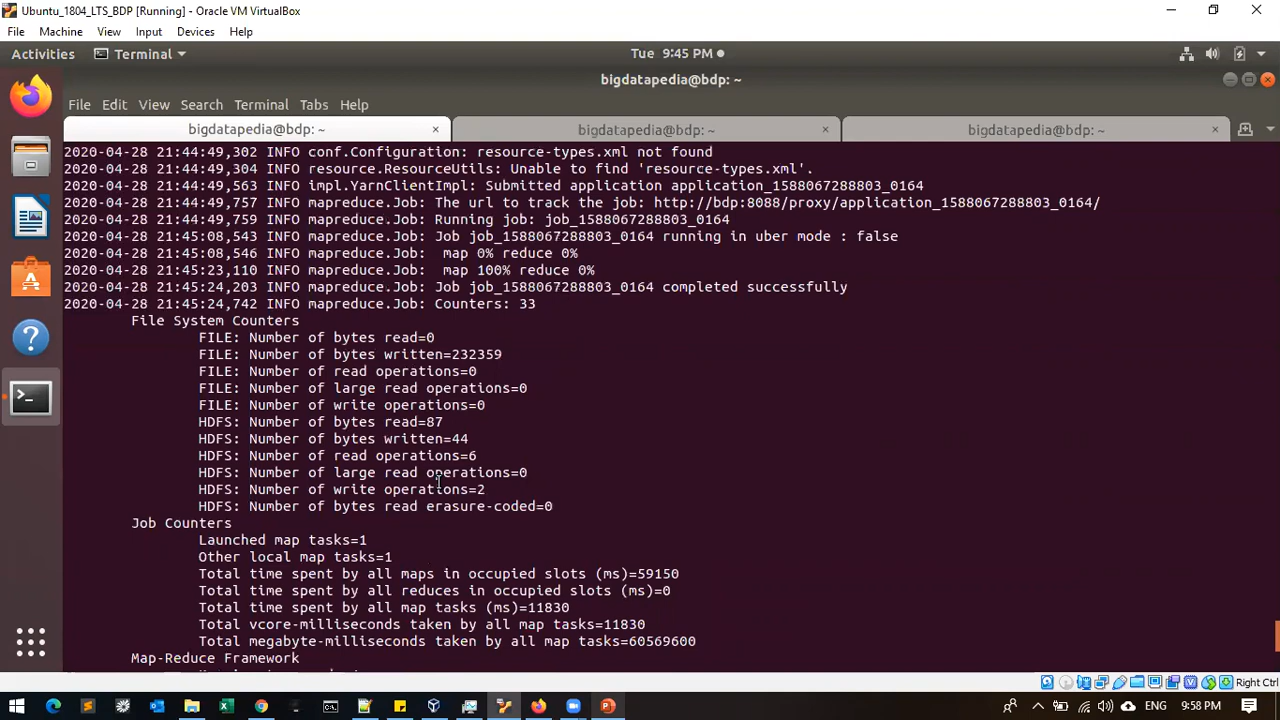 Ubuntu_1804_LTS_BDP [Running] - Oracle VM VirtualBox
File Machine View Input Devices Help
Activities Terminal Tue 9:45 PM
bigdatapedia@bdp: ~
File Edit View Search Terminal Tabs Help
bigdatapedia@bdp: ~ × bigdatapedia@bdp: ~ × bigdatapedia@bdp: ~ ×
2020-04-28 21:44:49,302 INFO conf.Configuration: resource-types.xml not found
2020-04-28 21:44:49,304 INFO resource.ResourceUtils: Unable to find 'resource-types.xml'.
2020-04-28 21:44:49,563 INFO impl.YarnClientImpl: Submitted application application_1588067288803_0164
2020-04-28 21:44:49,757 INFO mapreduce.Job: The url to track the job: http://bdp:8088/proxy/application_1588067288803_0164/
2020-04-28 21:44:49,759 INFO mapreduce.Job: Running job: job_1588067288803_0164
2020-04-28 21:45:08,543 INFO mapreduce.Job: Job job_1588067288803_0164 running in uber mode : false
2020-04-28 21:45:08,546 INFO mapreduce.Job:  map 0% reduce 0%
2020-04-28 21:45:23,110 INFO mapreduce.Job:  map 100% reduce 0%
2020-04-28 21:45:24,203 INFO mapreduce.Job: Job job_1588067288803_0164 completed successfully
2020-04-28 21:45:24,742 INFO mapreduce.Job: Counters: 33
File System Counters
FILE: Number of bytes read=0
FILE: Number of bytes written=232359
FILE: Number of read operations=0
FILE: Number of large read operations=0
FILE: Number of write operations=0
HDFS: Number of bytes read=87
HDFS: Number of bytes written=44
HDFS: Number of read operations=6
HDFS: Number of large read operations=0
HDFS: Number of write operations=2
HDFS: Number of bytes read erasure-coded=0
Job Counters
Launched map tasks=1
Other local map tasks=1
Total time spent by all maps in occupied slots (ms)=59150
Total time spent by all reduces in occupied slots (ms)=0
Total time spent by all map tasks (ms)=11830
Total vcore-milliseconds taken by all map tasks=11830
Total megabyte-milliseconds taken by all map tasks=60569600
Map-Reduce Framework
Right Ctrl
ENG 9:58 PM